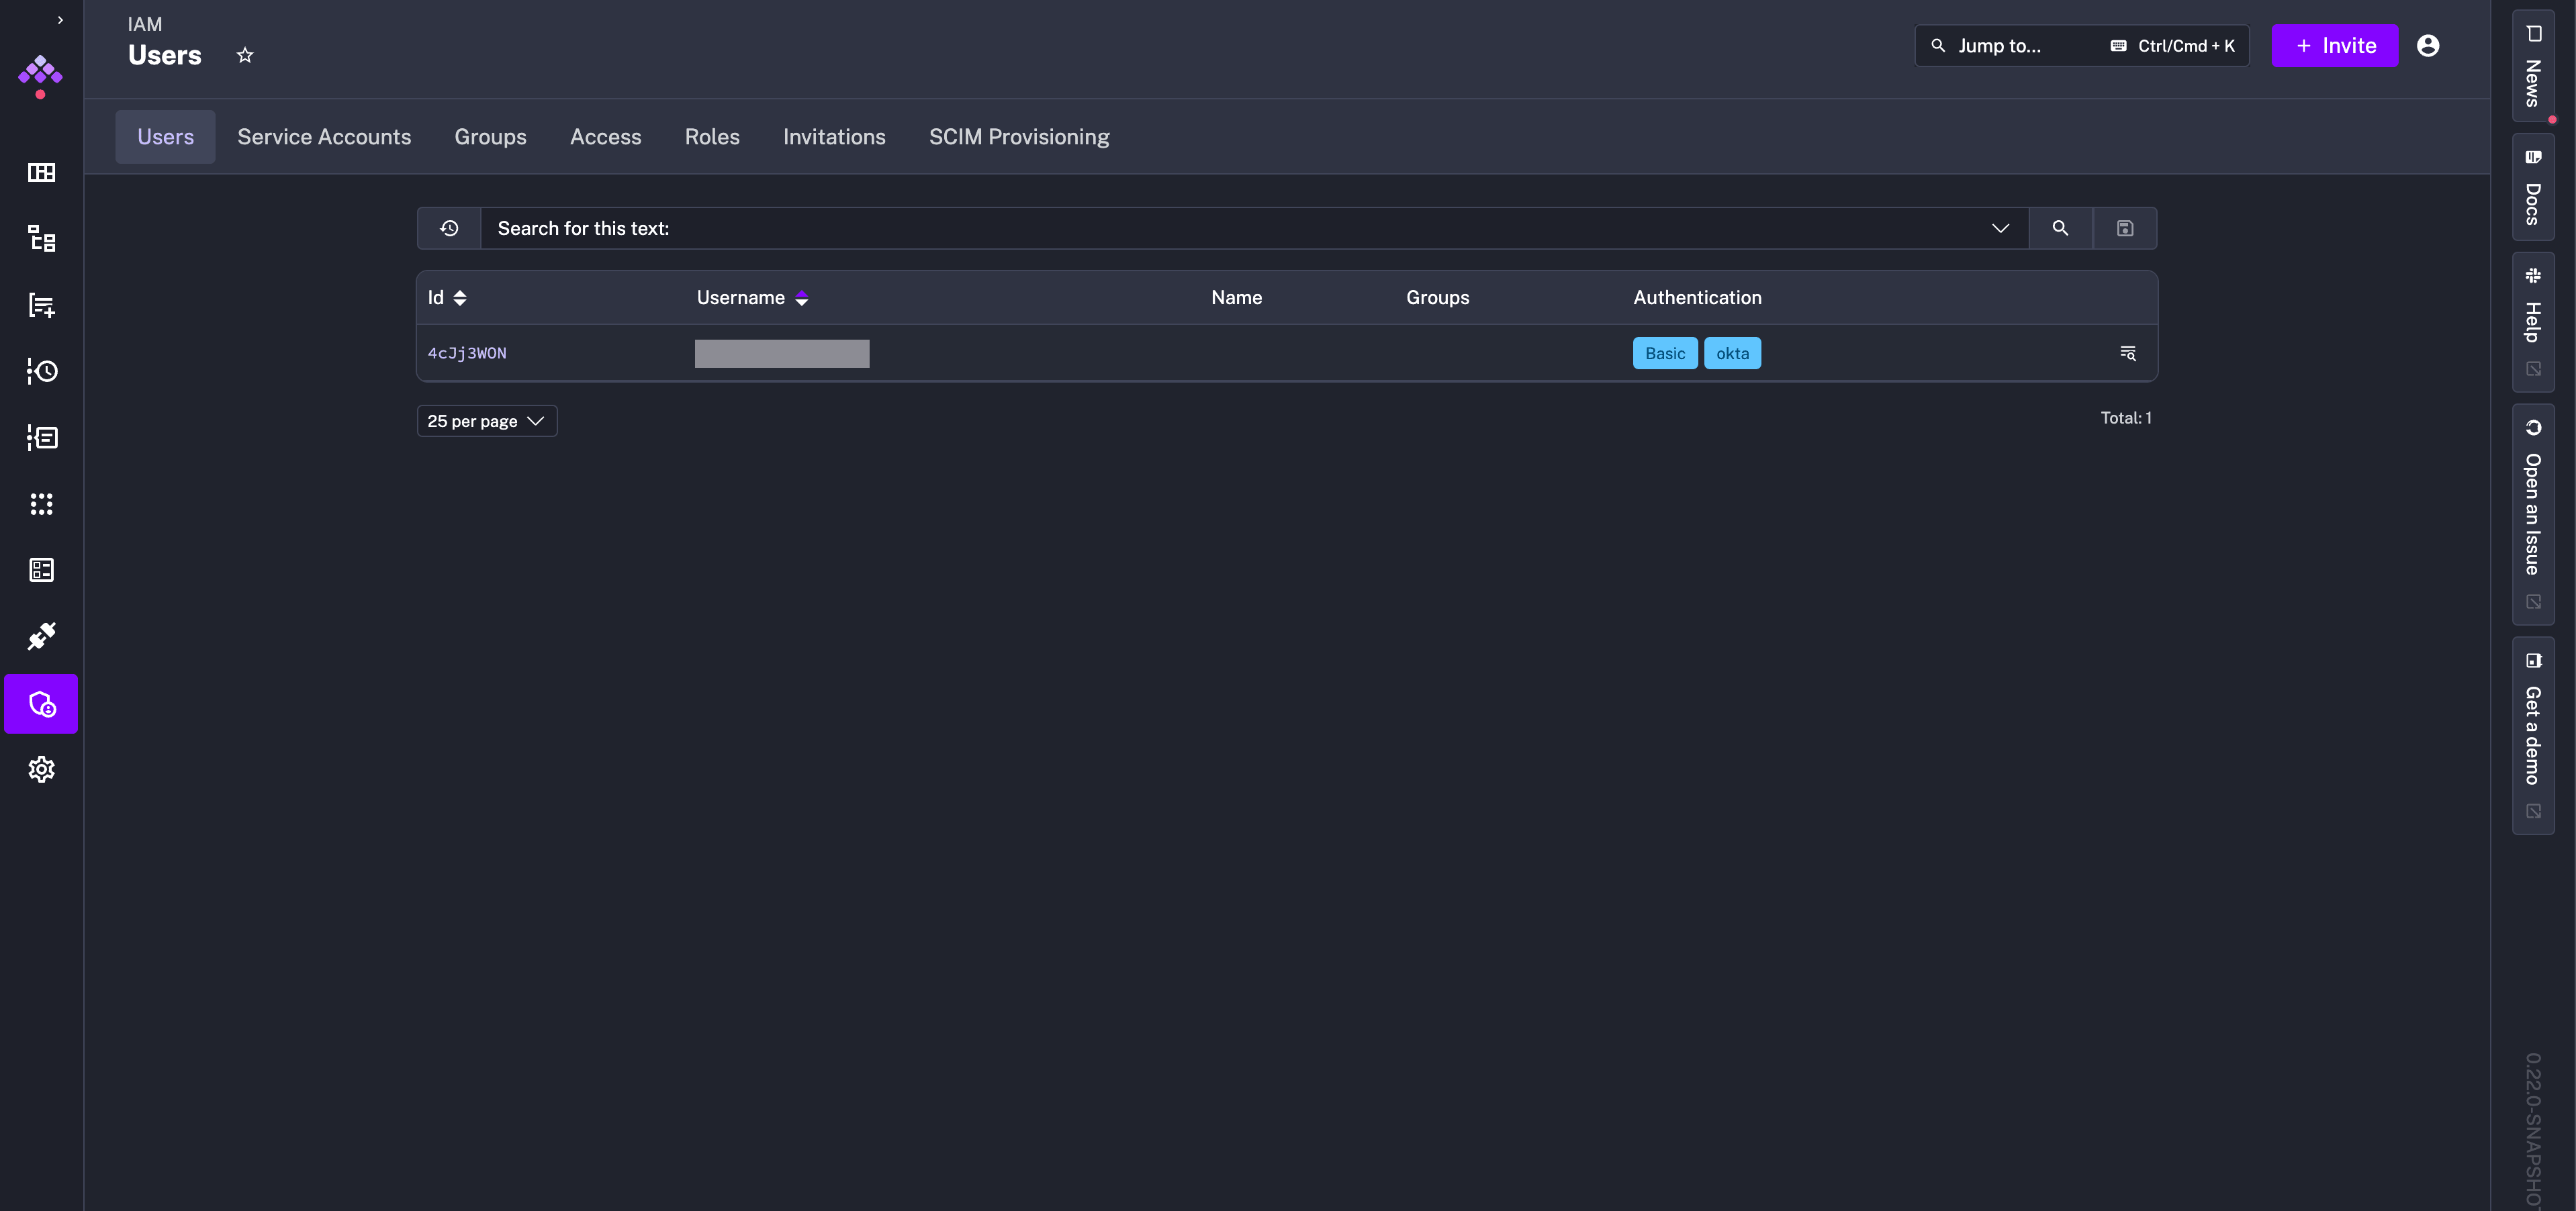 IAM
Users
Jump to...
Ctrl/Cmd + K
+ Invite
Users
Service Accounts
Groups
Access
Roles
Invitations
SCIM Provisioning
Search for this text:
Id
Username
Name
Groups
Authentication
4cJj3WON
Basic
okta
25 per page
Total: 1
News
Docs
Help
Open an Issue
Get a demo
0.22.0-SNAPSHO